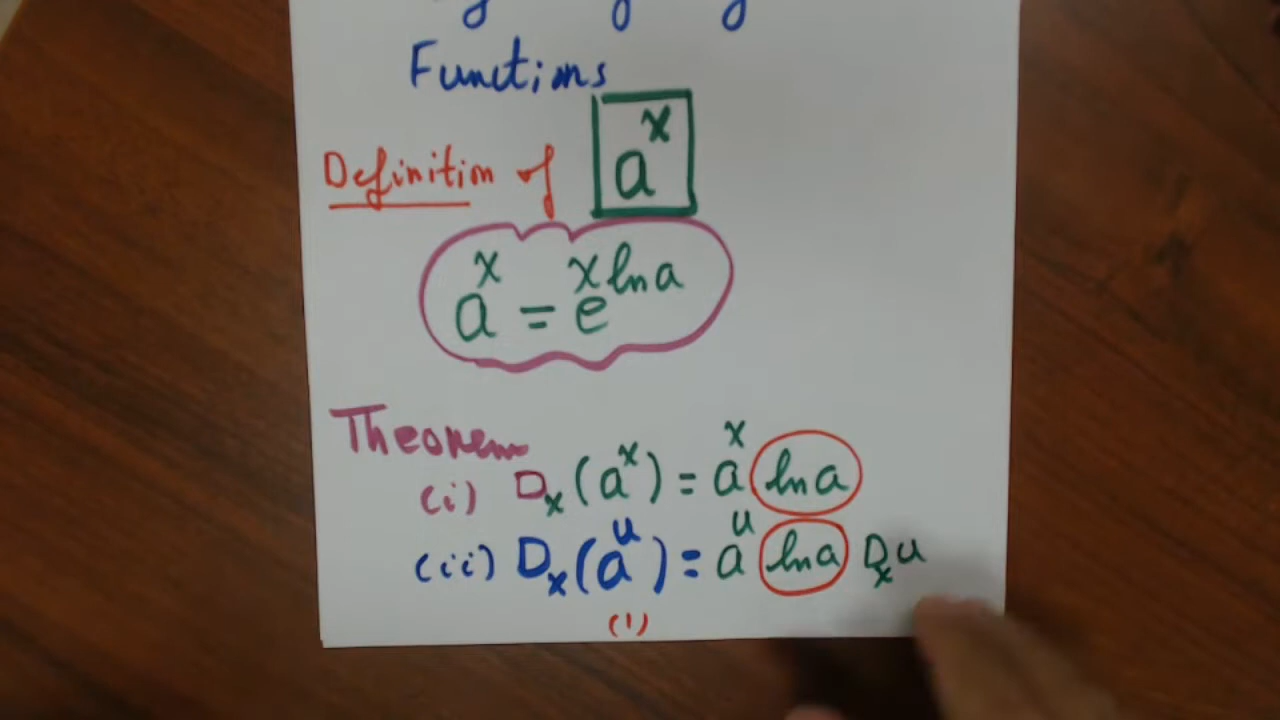 Functions
Definition of a^x
a^x = e^{x ln a}
Theorem
(i) D_x(a^x) = a^x ln a
(ii) D_x(a^u) = a^u ln a D_x u
(1)